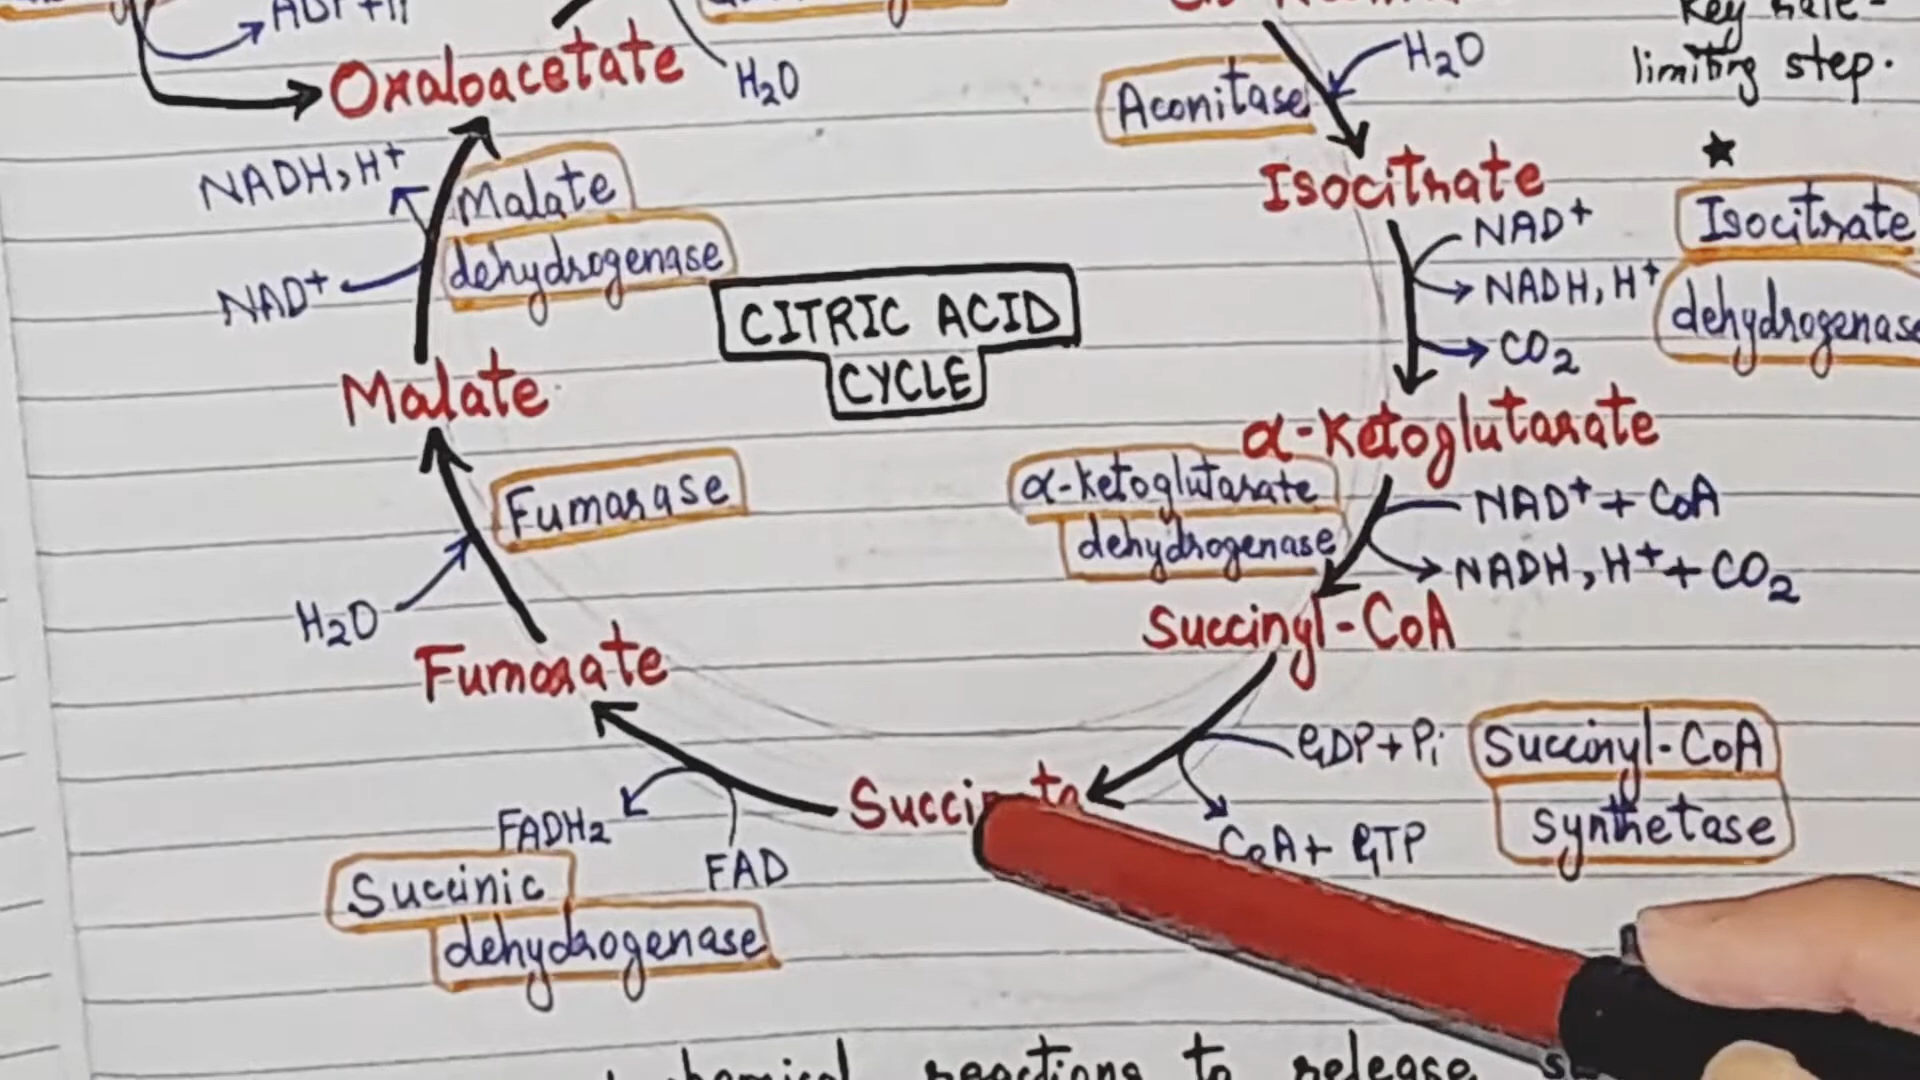 Oxaloacetate
H₂O
H₂O
limiting step.
Aconitase
NADH, H⁺
Malate
dehydrogenase
NAD⁺
Isocitrate
NAD⁺
NADH, H⁺
CO₂
Isocitrate
dehydrogenase
CITRIC ACID
CYCLE
Malate
α-Ketoglutarate
Fumarase
α-ketoglutarate
dehydrogenase
NAD⁺ + CoA
NADH, H⁺ + CO₂
H₂O
Succinyl-CoA
Fumarate
GDP+Pi
Succinyl-CoA
synthetase
CoA + GTP
FADH₂
FAD
Succinic
dehydrogenase
reactions to release